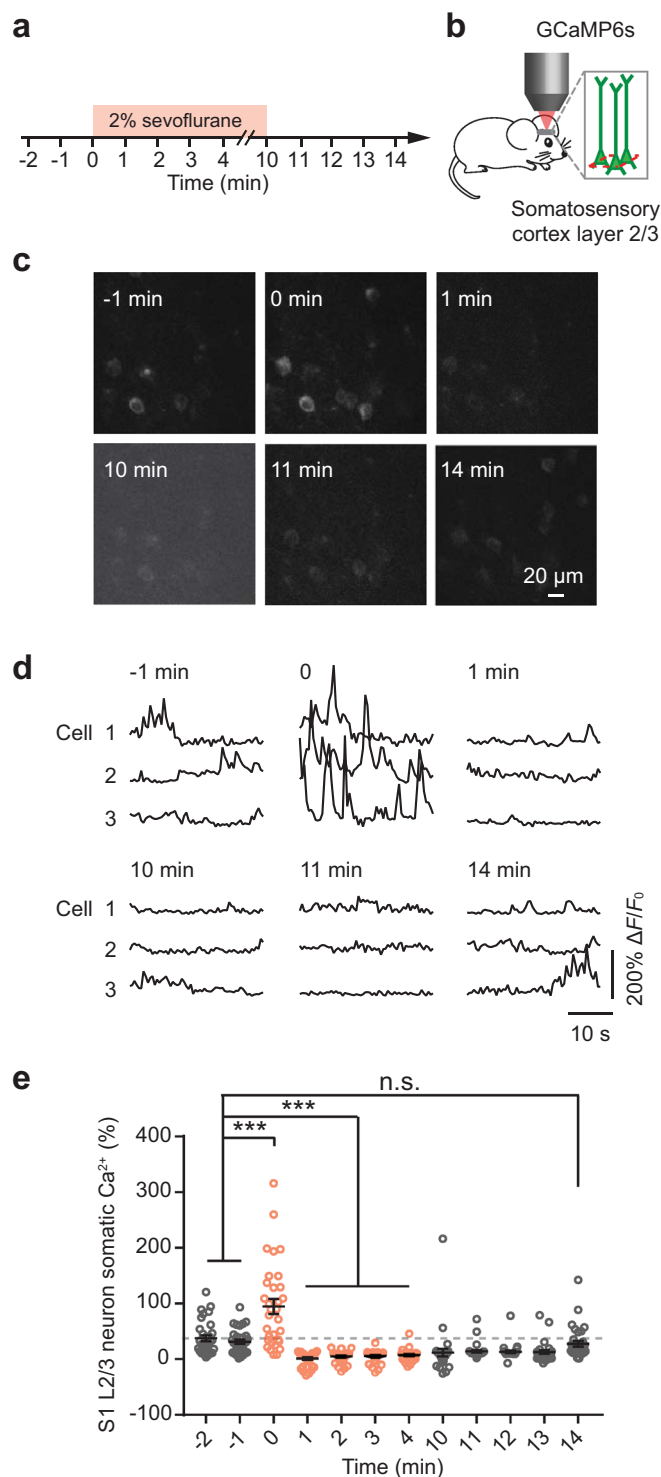 a
2% sevoflurane
-2 -1 0 1 2 3 4 10 11 12 13 14
Time (min)
b
GCaMP6s
Somatosensory
cortex layer 2/3
c
-1 min
0 min
1 min
10 min
11 min
14 min
20 µm
d
-1 min
0
1 min
Cell 1
2
3
10 min
11 min
14 min
Cell 1
2
3
200% ΔF/F₀
10 s
e
n.s.
***
***
S1 L2/3 neuron somatic Ca²⁺ (%)
400
300
200
100
0
-100
-2 -1 0 1 2 3 4 10 11 12 13 14
Time (min)